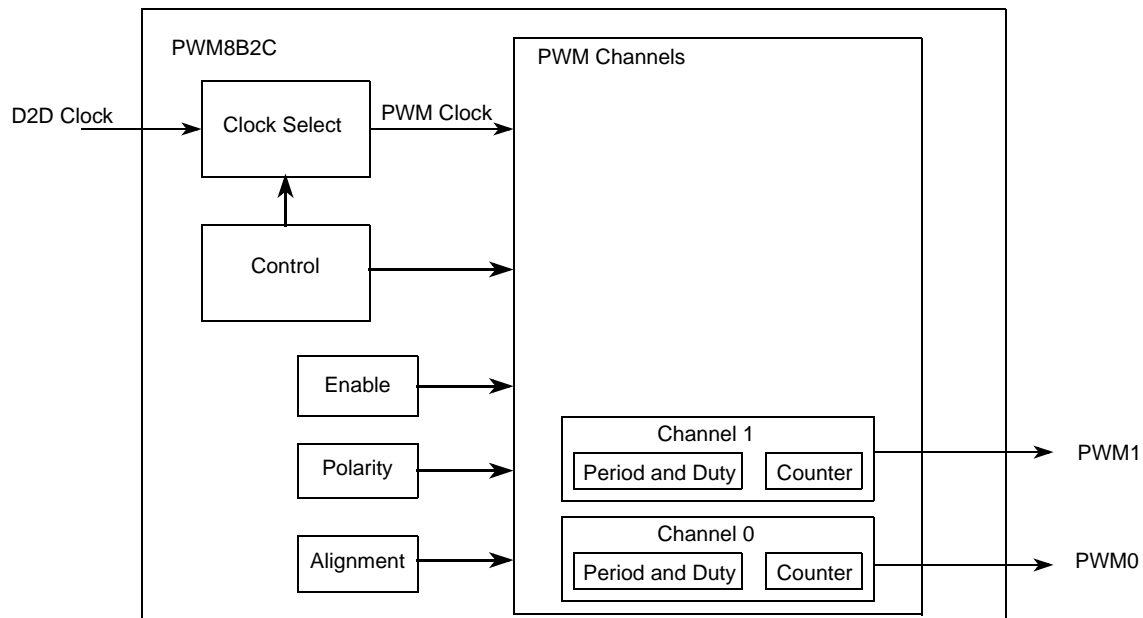 PWM8B2C
PWM Channels
D2D Clock
Clock Select
PWM Clock
Control
Enable
Polarity
Alignment
Channel 1
Period and Duty
Counter
PWM1
Channel 0
Period and Duty
Counter
PWM0